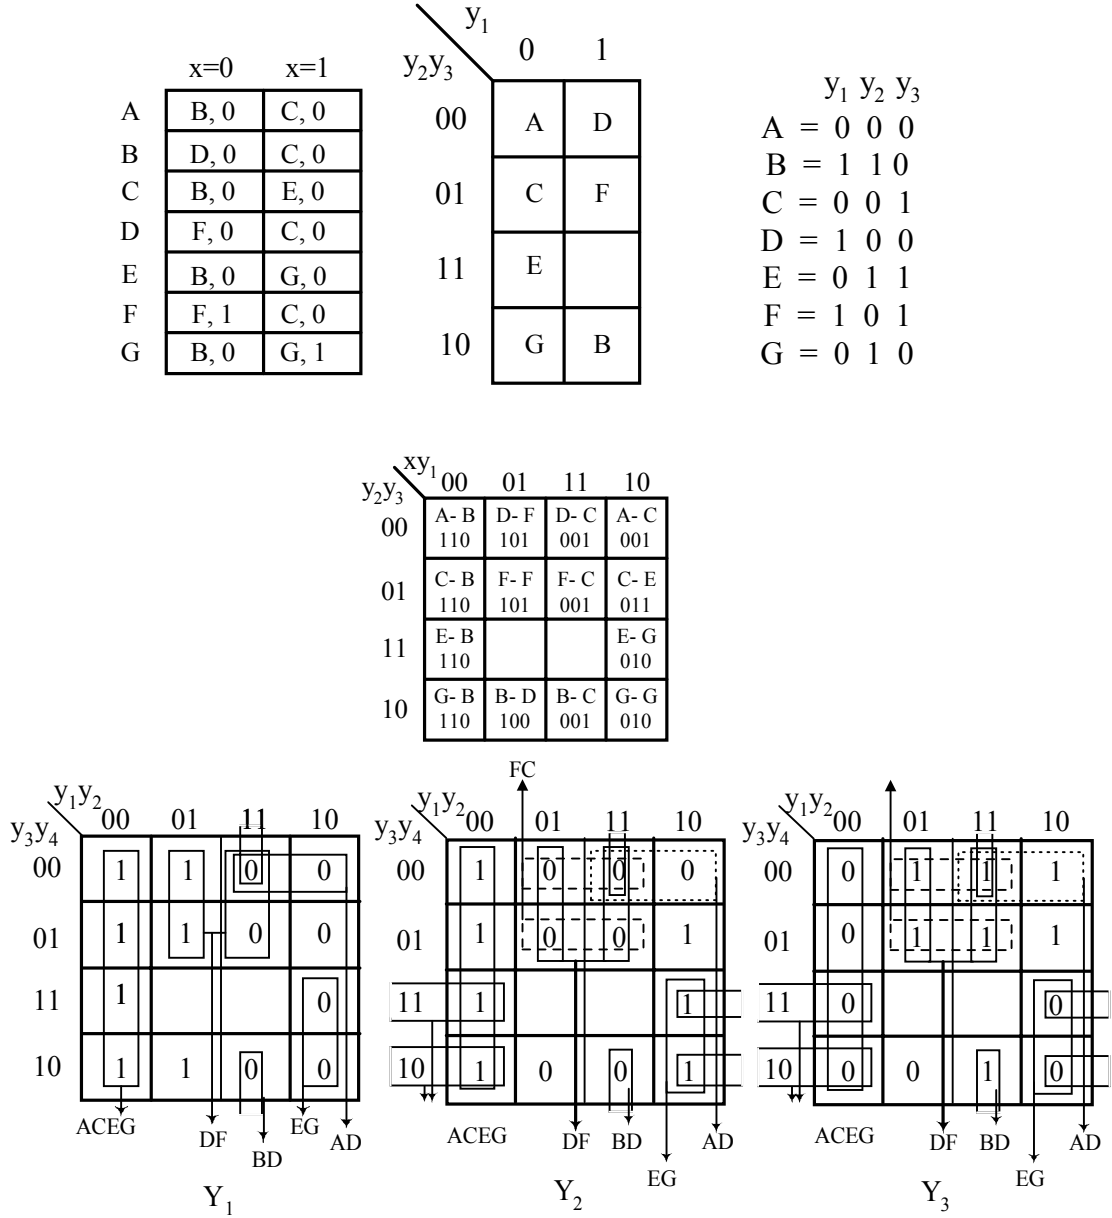 x=0 x=1
A B, 0 C, 0
B D, 0 C, 0
C B, 0 E, 0
D F, 0 C, 0
E B, 0 G, 0
F F, 1 C, 0
G B, 0 G, 1
y1
y2y3 0 1
00 A D
01 C F
11 E
10 G B
y1 y2 y3
A = 0 0 0
B = 1 1 0
C = 0 0 1
D = 1 0 0
E = 0 1 1
F = 1 0 1
G = 0 1 0
xy1
y2y3 00 01 11 10
00 A- B D- F D- C A- C
110 101 001 001
01 C- B F- F F- C C- E
110 101 001 011
11 E- B E- G
110 010
10 G- B B- D B- C G- G
110 100 001 010
y1y2
y3y4 00 01 11 10
00 1 1 0 0
01 1 1 0 0
11 1 0
10 1 1 0 0
ACEG DF BD EG AD
Y1
FC
y1y2
y3y4 00 01 11 10
00 1 0 0 0
01 1 0 0 1
11 1 1
10 1 0 0 1
ACEG DF BD EG AD
Y2
y1y2
y3y4 00 01 11 10
00 0 1 1 1
01 0 1 1 1
11 0 0
10 0 0 1 0
ACEG DF BD EG AD
Y3